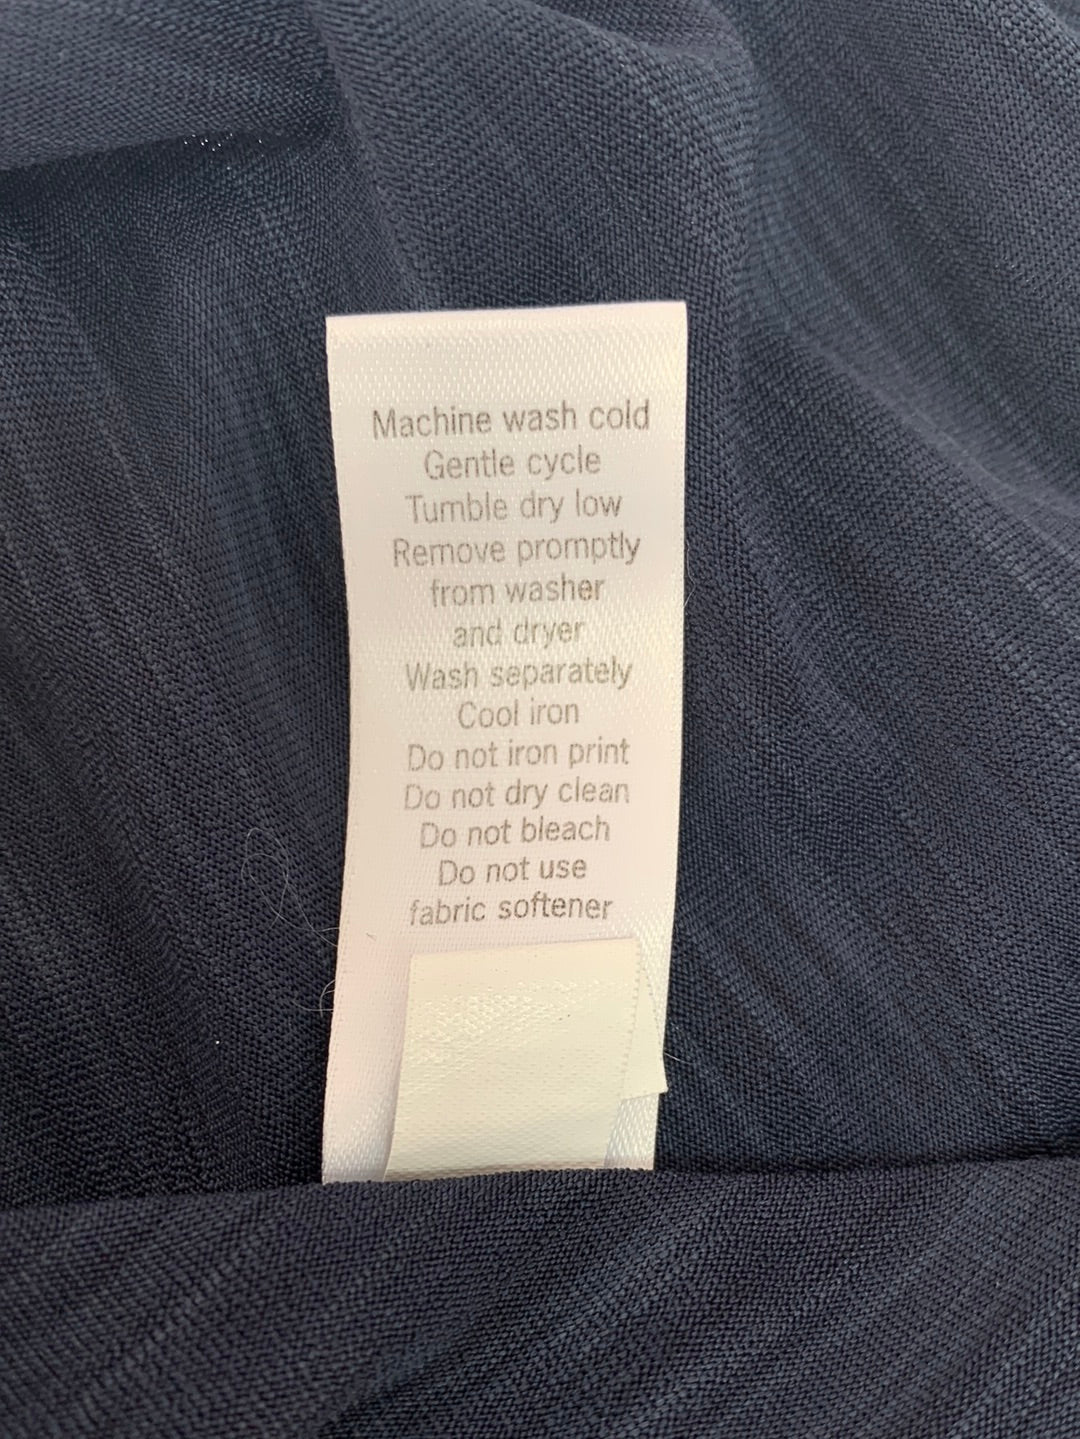 Machine wash cold
Gentle cycle
Tumble dry low
Remove promptly
from washer
and dryer
Wash separately
Cool iron
Do not iron print
Do not dry clean
Do not bleach
Do not use
fabric softener